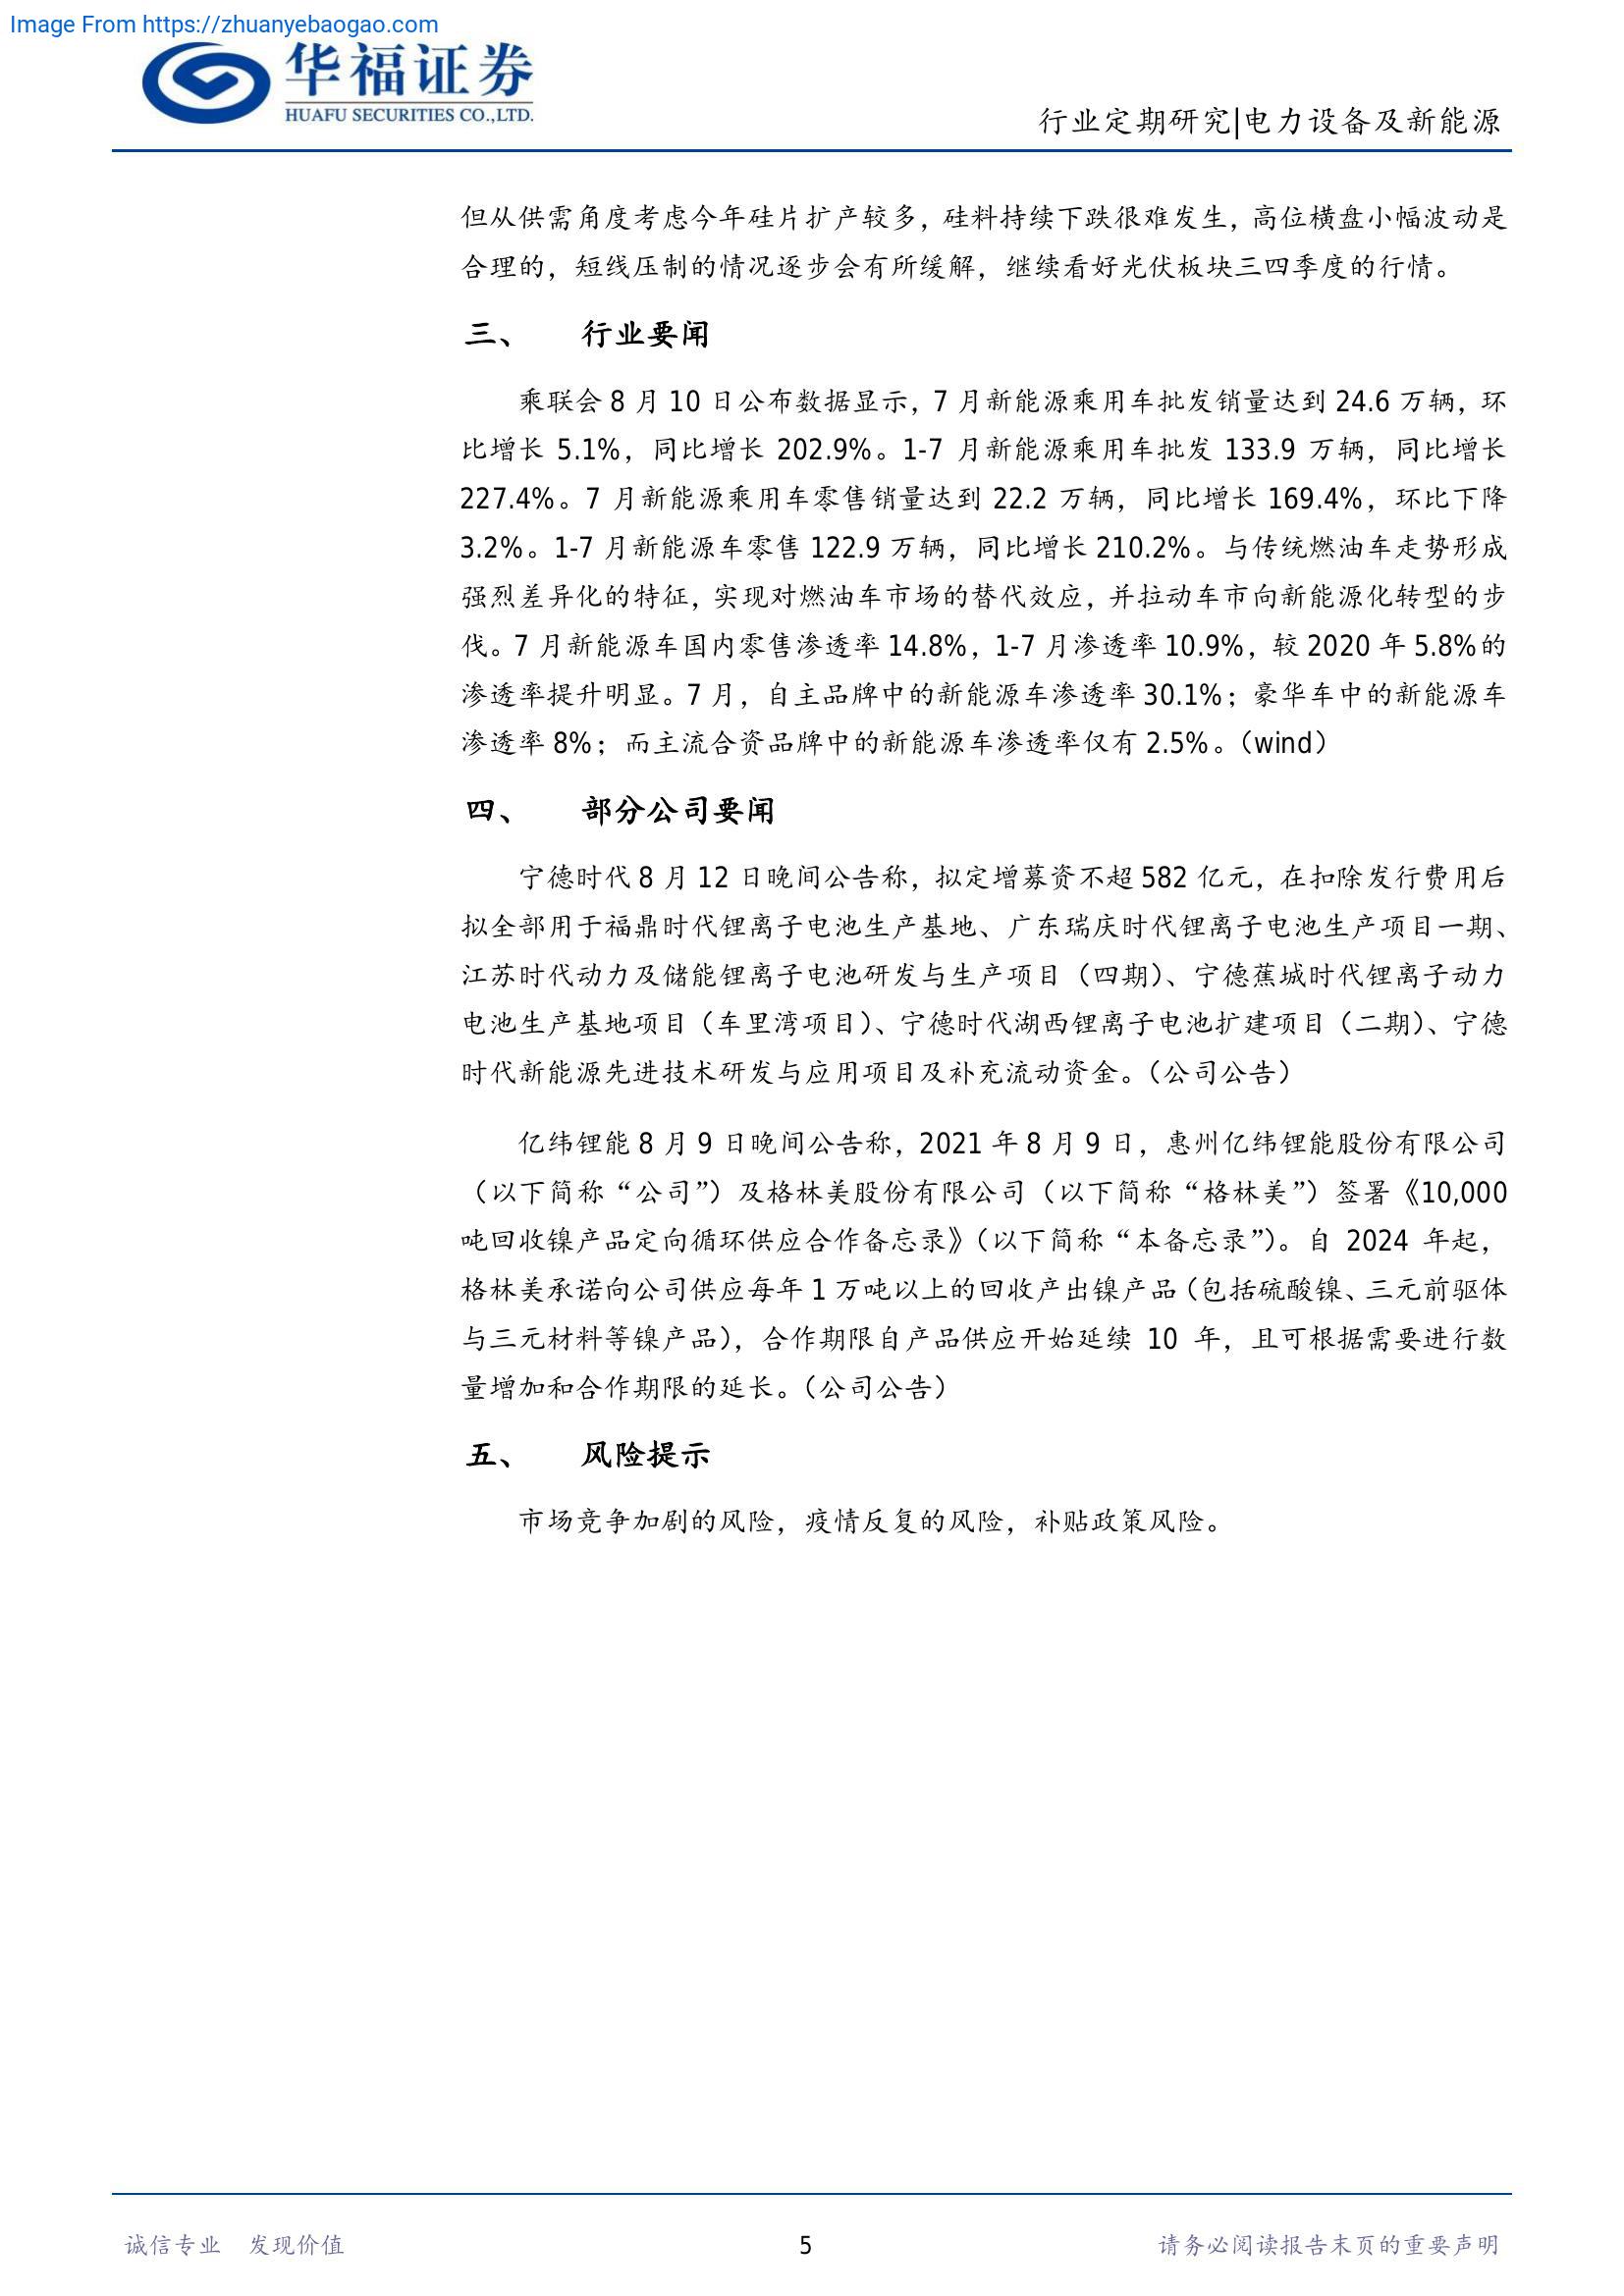 Image From https://zhuanyebaogao.com
华福证券
HUAFU SECURITIES CO.,LTD.
行业定期研究|电力设备及新能源
但从供需角度考虑今年硅片扩产较多，硅料持续下跌很难发生，高位横盘小幅波动是
合理的，短线压制的情况逐步会有所缓解，继续看好光伏板块三四季度的行情。
三、 行业要闻
乘联会 8 月 10 日公布数据显示，7 月新能源乘用车批发销量达到 24.6 万辆，环
比增长 5.1%，同比增长 202.9%。1-7 月新能源乘用车批发 133.9 万辆，同比增长
227.4%。7 月新能源乘用车零售销量达到 22.2 万辆，同比增长 169.4%，环比下降
3.2%。1-7 月新能源车零售 122.9 万辆，同比增长 210.2%。与传统燃油车走势形成
强烈差异化的特征，实现对燃油车市场的替代效应，并拉动车市向新能源化转型的步
伐。7 月新能源车国内零售渗透率 14.8%，1-7 月渗透率 10.9%，较 2020 年 5.8%的
渗透率提升明显。7 月，自主品牌中的新能源车渗透率 30.1%；豪华车中的新能源车
渗透率 8%；而主流合资品牌中的新能源车渗透率仅有 2.5%。（wind）
四、 部分公司要闻
宁德时代 8 月 12 日晚间公告称，拟定增募资不超 582 亿元，在扣除发行费用后
拟全部用于福鼎时代锂离子电池生产基地、广东瑞庆时代锂离子电池生产项目一期、
江苏时代动力及储能锂离子电池研发与生产项目（四期）、宁德蕉城时代锂离子动力
电池生产基地项目（车里湾项目）、宁德时代湖西锂离子电池扩建项目（二期）、宁德
时代新能源先进技术研发与应用项目及补充流动资金。（公司公告）
亿纬锂能 8 月 9 日晚间公告称，2021 年 8 月 9 日，惠州亿纬锂能股份有限公司
（以下简称“公司”）及格林美股份有限公司（以下简称“格林美”）签署《10,000
吨回收镍产品定向循环供应合作备忘录》（以下简称“本备忘录”）。自 2024 年起，
格林美承诺向公司供应每年 1 万吨以上的回收产出镍产品（包括硫酸镍、三元前驱体
与三元材料等镍产品），合作期限自产品供应开始延续 10 年，且可根据需要进行数
量增加和合作期限的延长。（公司公告）
五、 风险提示
市场竞争加剧的风险，疫情反复的风险，补贴政策风险。
诚信专业 发现价值
5
请务必阅读报告末页的重要声明